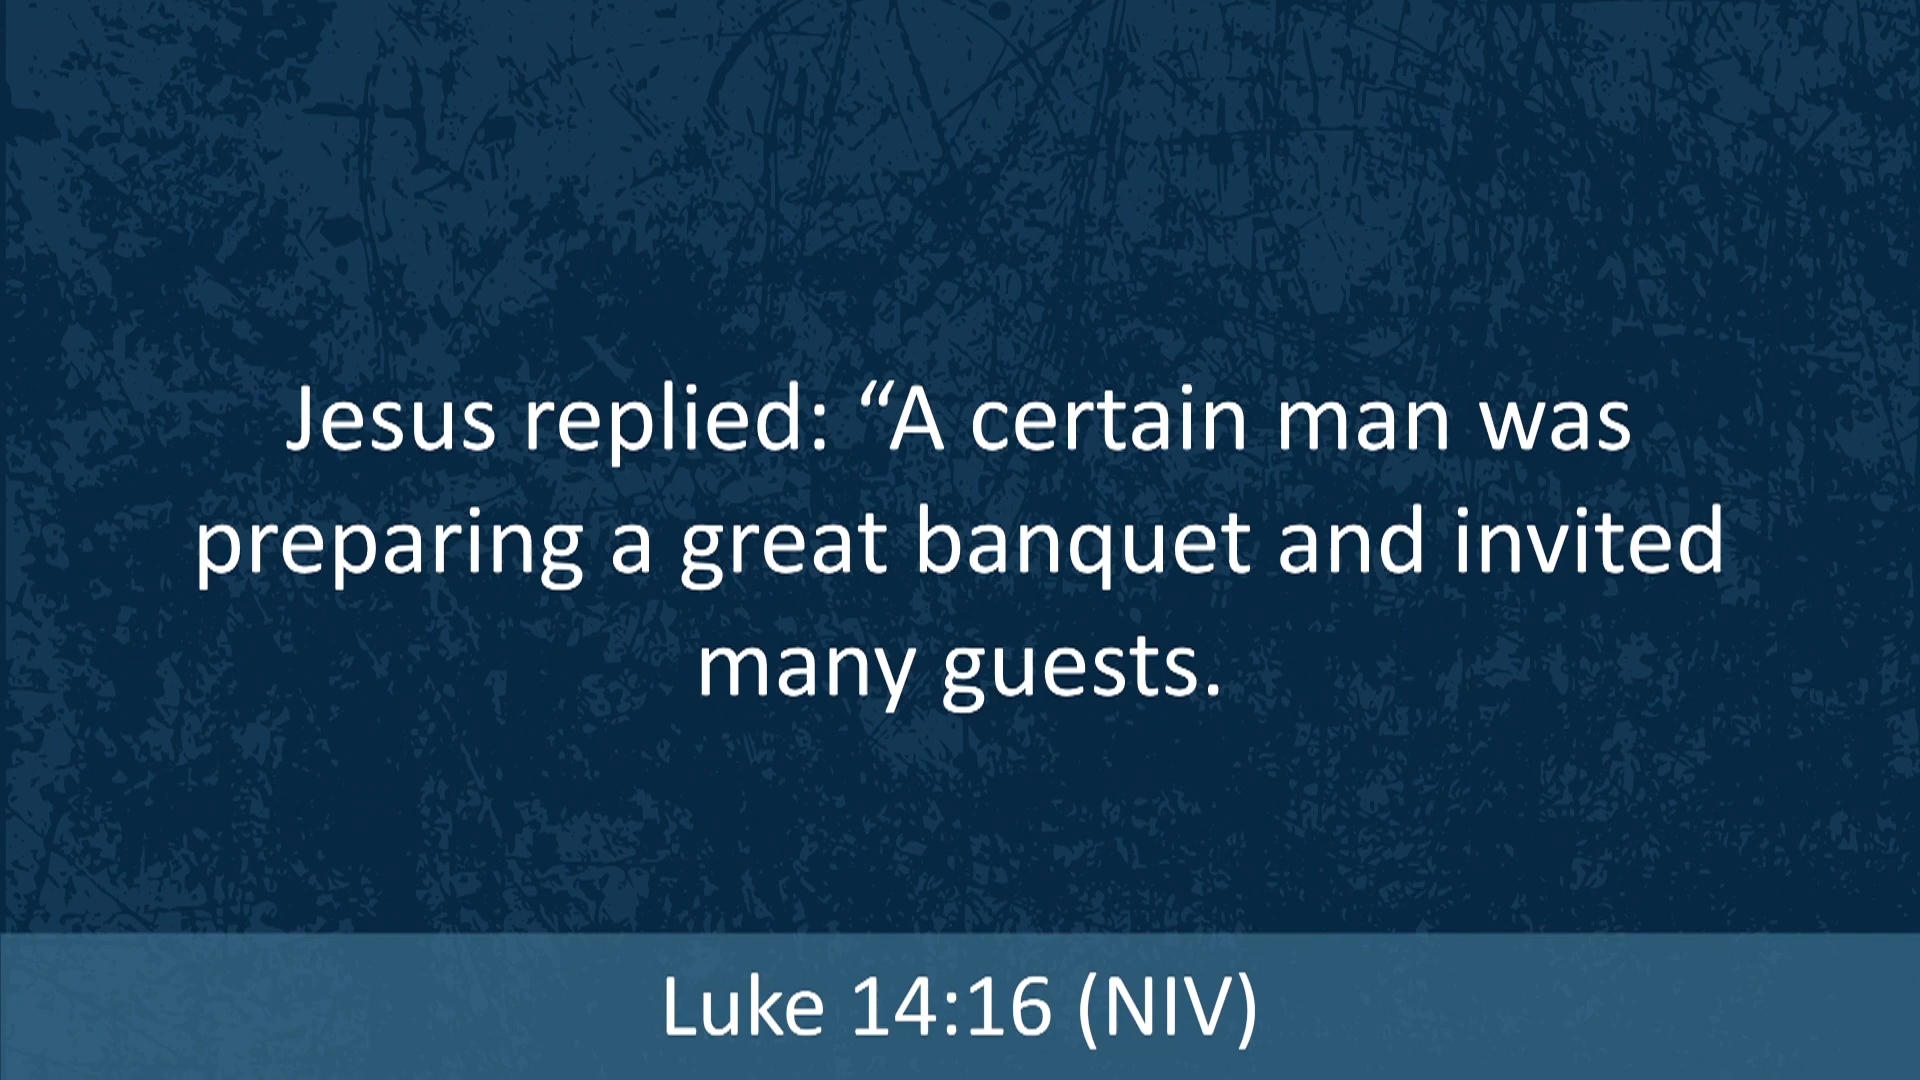 Jesus replied: “A certain man was
preparing a great banquet and invited
many guests.
Luke 14:16 (NIV)